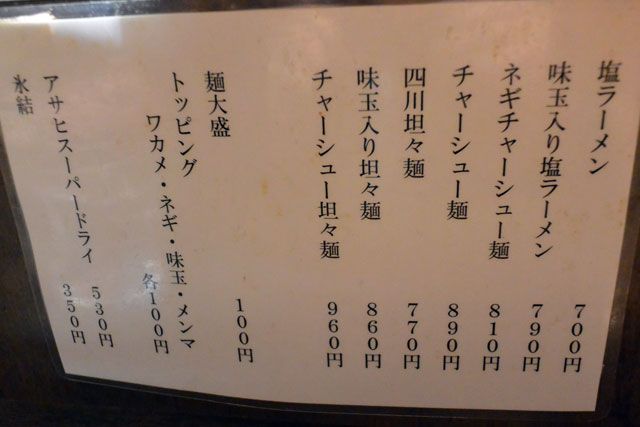 塩ラーメン 700円
味玉入り塩ラーメン 790円
ネギチャーシュー麺 810円
チャーシュー麺 890円
四川坦々麺 770円
味玉入り坦々麺 860円
チャーシュー坦々麺 960円
麺大盛 100円
トッピング
ワカメ・ネギ・味玉・メンマ 各100円
アサヒスーパードライ 530円
氷結 350円